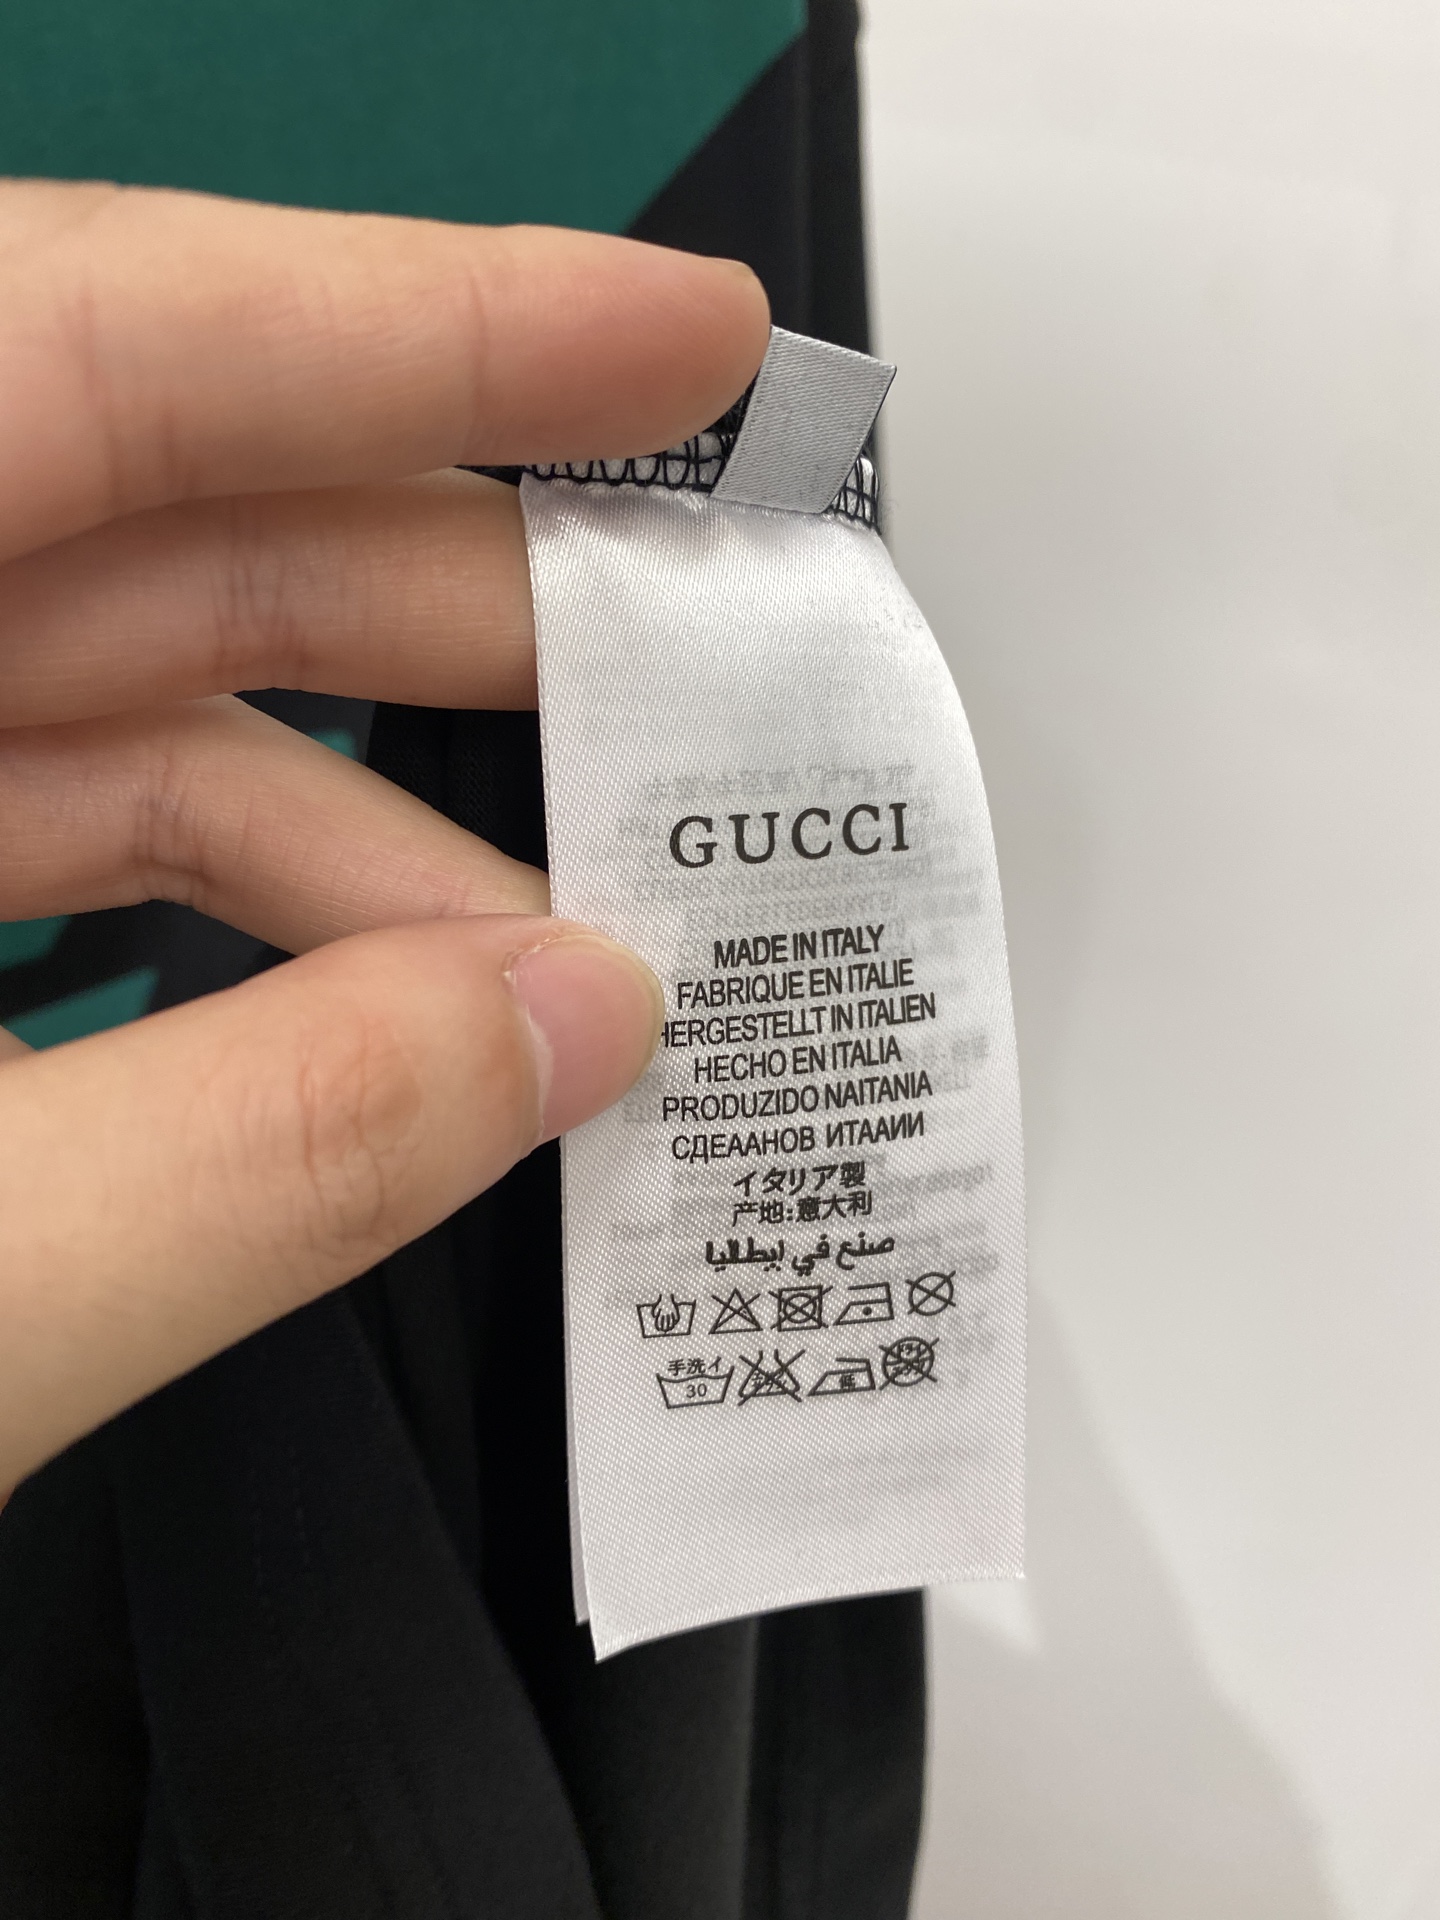 GUCCI
MADE IN ITALY
FABRIQUE EN ITALIE
HERGESTELLT IN ITALIEN
HECHO EN ITALIA
PRODUZIDO NAITANIA
СДЕААНОВ ИТААИИ
イタリア製
产地:意大利
صنع في ايطاليا
手洗イ
30
低